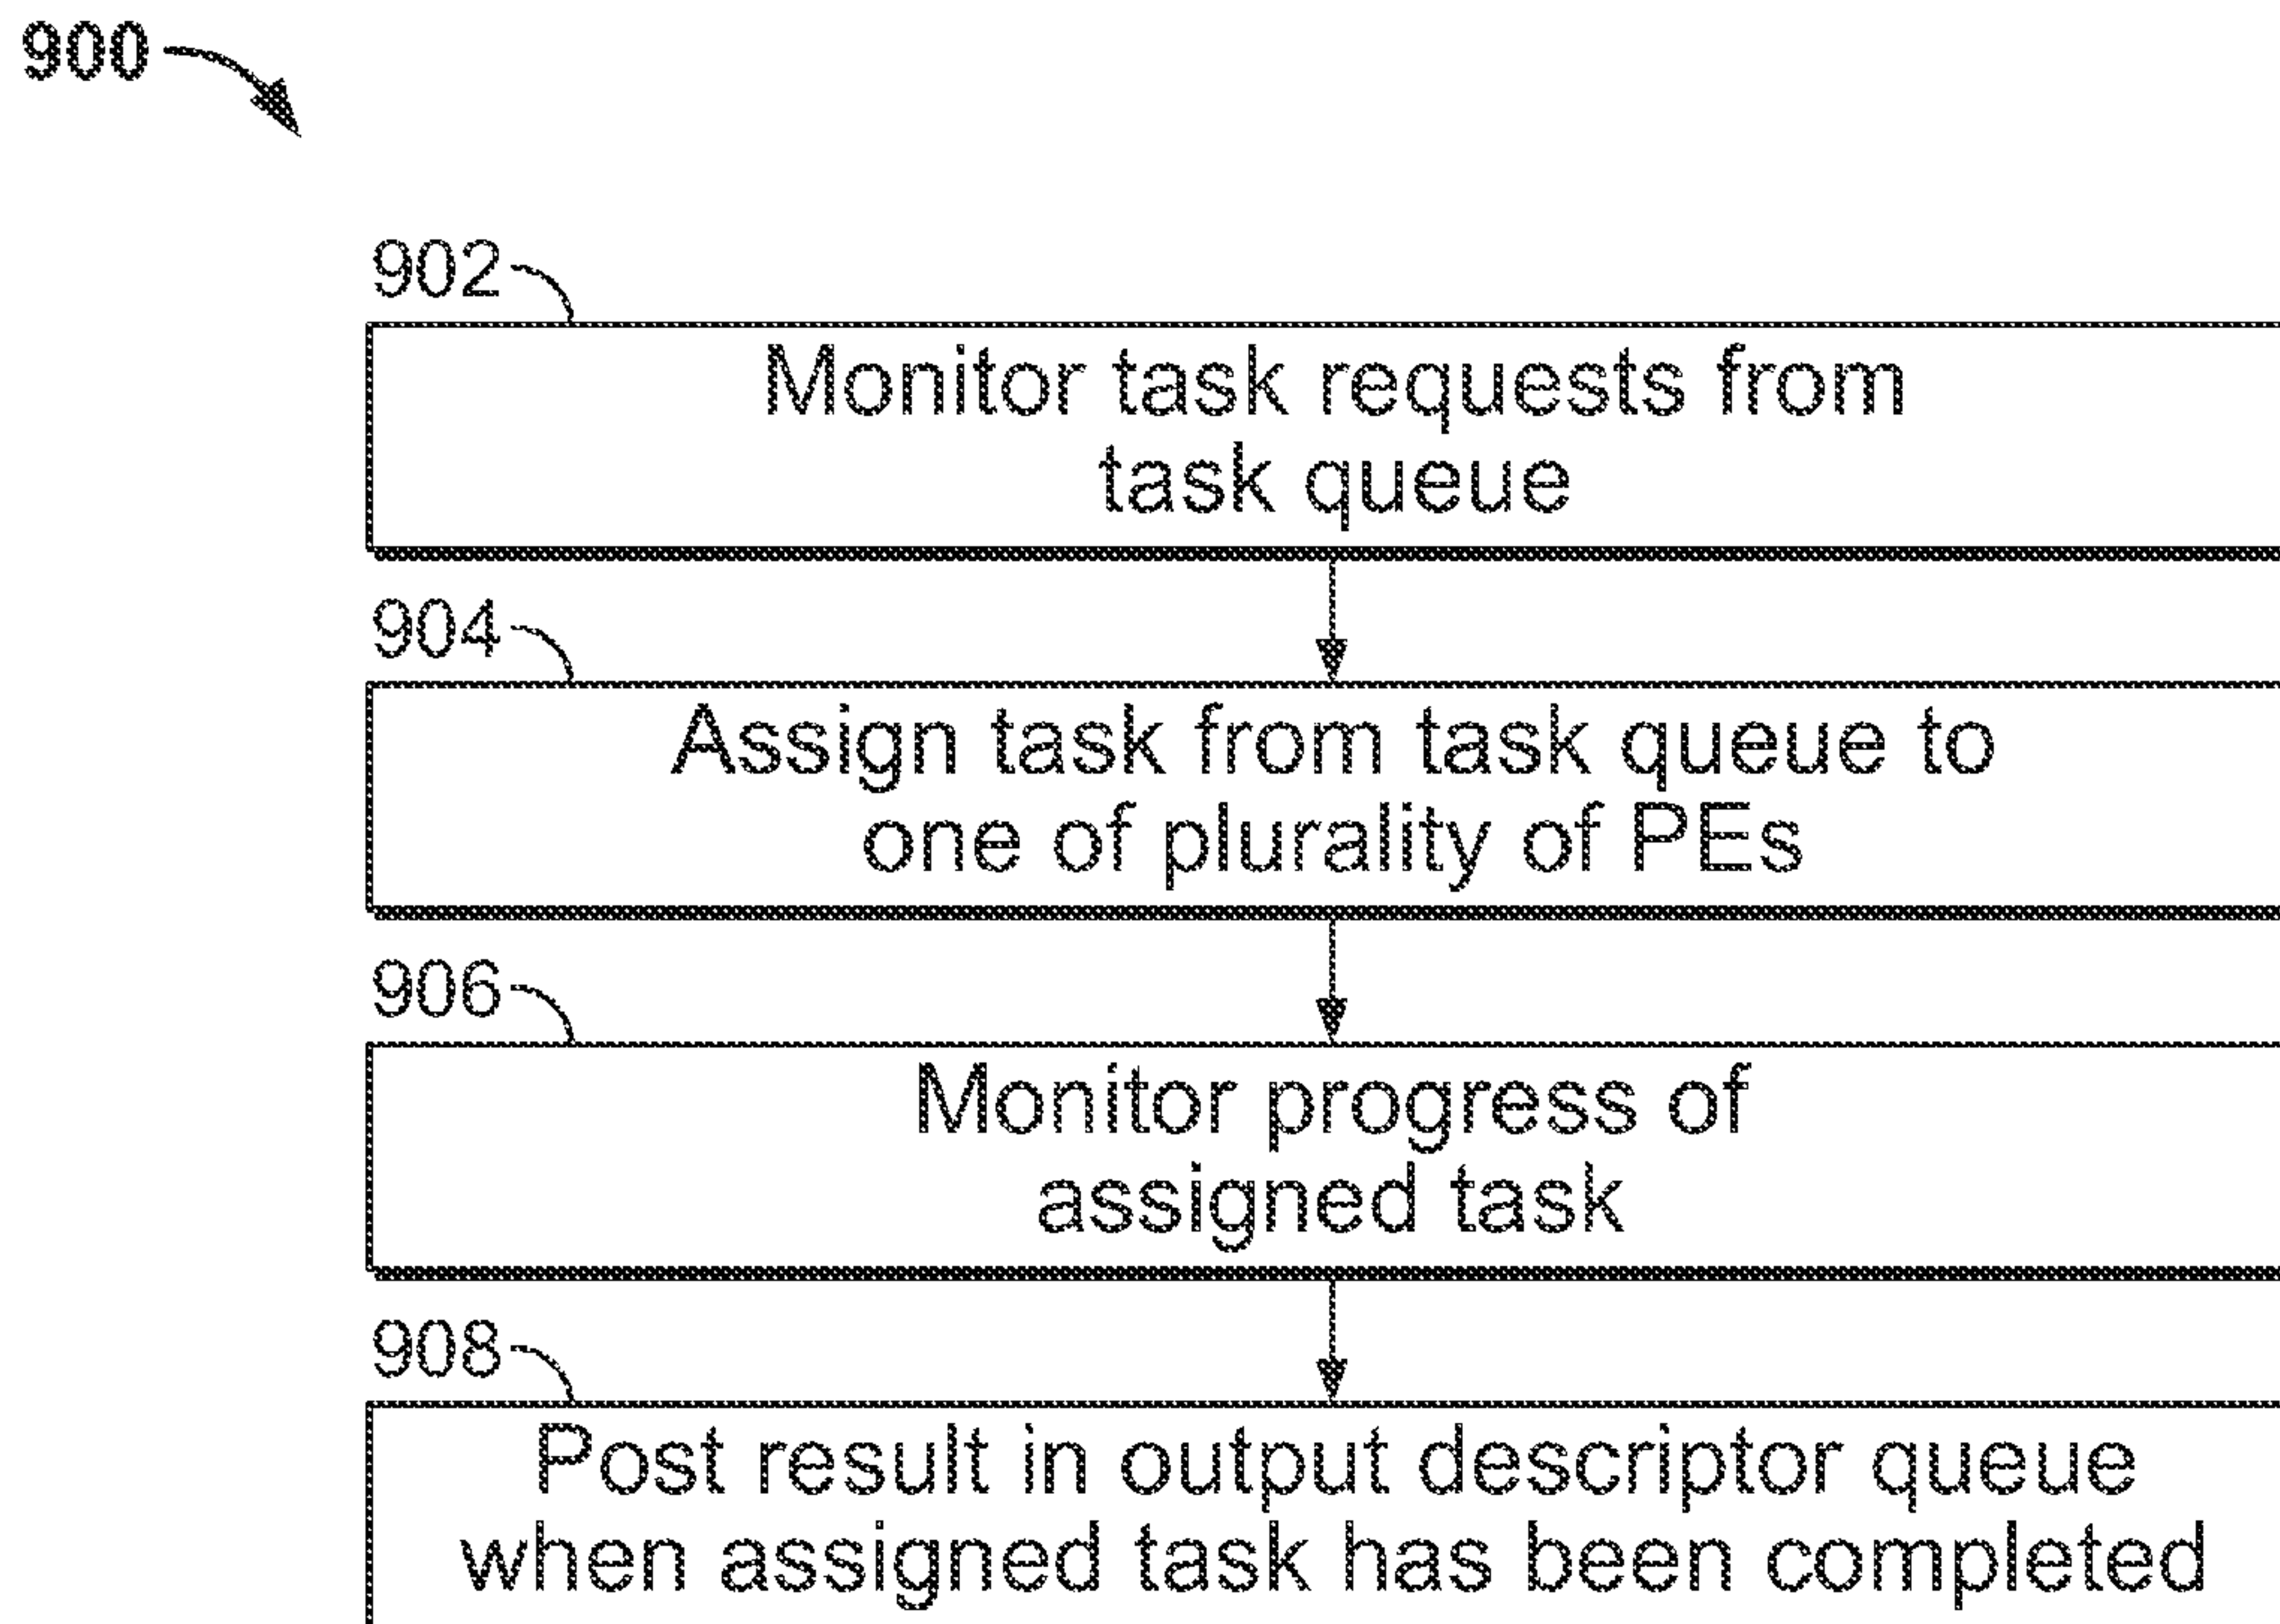 900
902
Monitor task requests from
task queue
904
Assign task from task queue to
one of plurality of PEs
906
Monitor progress of
assigned task
908
Post result in output descriptor queue
when assigned task has been completed